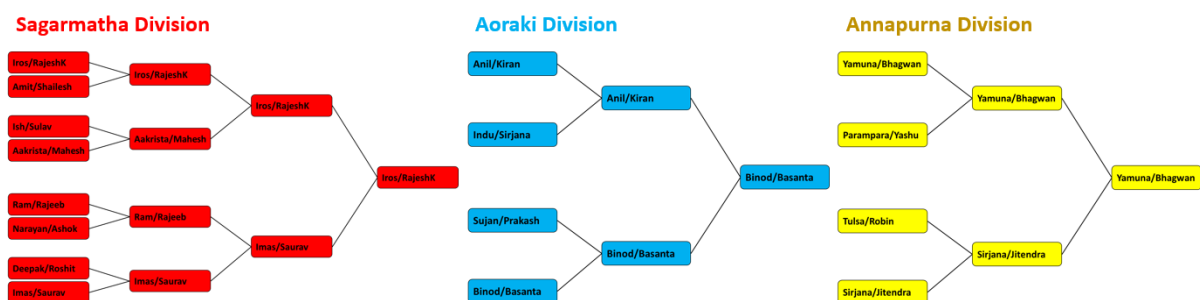 Sagarmatha Division
Iros/RajeshK
Amit/Shailesh
Ish/Sujav
Aakrista/Mahesh
Ram/Rajeeb
Narayan/Ashok
Deepak/Roshit
Imas/Saurav
Iros/RajeshK
Aakrista/Mahesh
Ram/Rajeeb
Imas/Saurav
Iros/RajeshK
Imas/Saurav
Iros/RajeshK
Aoraki Division
Anil/Kiran
Indu/Sirjana
Sujan/Prakash
Binod/Basanta
Anil/Kiran
Binod/Basanta
Binod/Basanta
Annapurna Division
Yamuna/Bhagwan
Parampara/Yashu
Tulsa/Robin
Sirjana/Jitendra
Yamuna/Bhagwan
Sirjana/Jitendra
Yamuna/Bhagwan